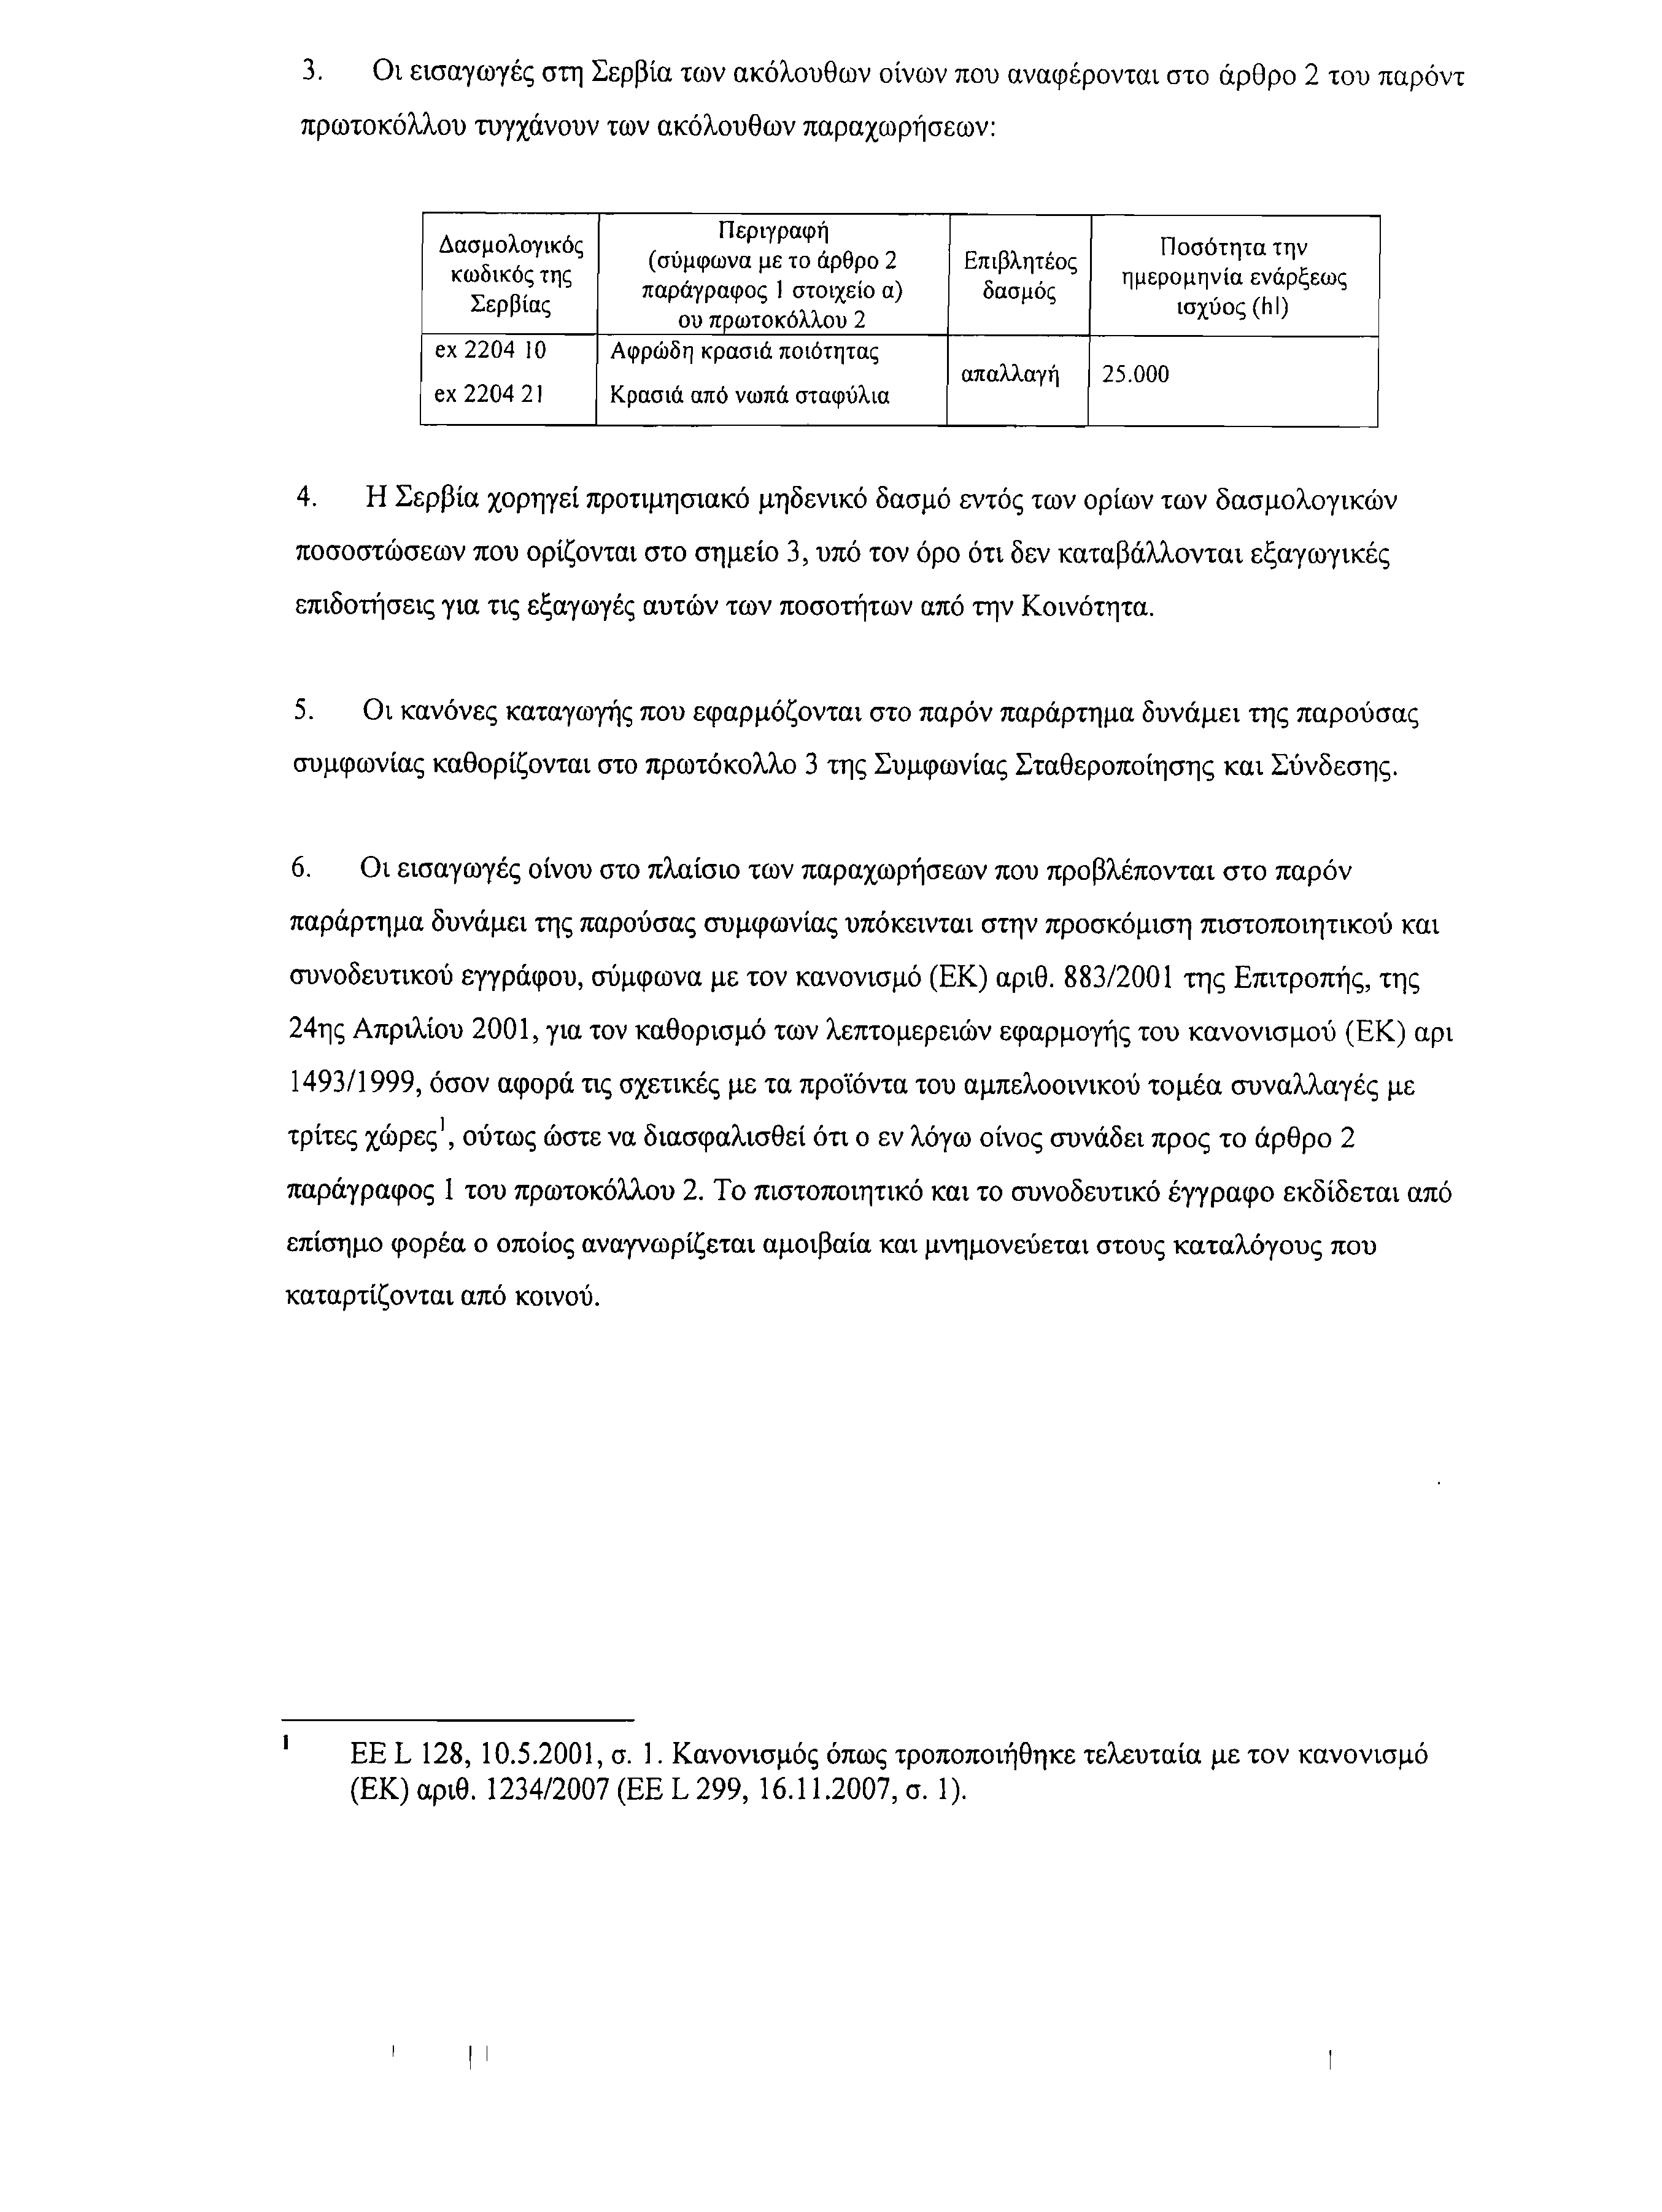 3. Οι εισαγωγές στη Σερβία των ακόλουθων οίνων που αναφέρονται στο άρθρο 2 του παρόντ
πρωτοκόλλου τυγχάνουν των ακόλουθων παραχωρήσεων:
Δασμολογικός
κωδικός της
Σερβίας
Περιγραφή
(σύμφωνα με το άρθρο 2
παράγραφος 1 στοιχείο α)
ου πρωτοκόλλου 2
Επιβλητέος
δασμός
Ποσότητα την
ημερομηνία ενάρξεως
ισχύος (hl)
ex 2204 10
Αφρώδη κρασιά ποιότητας
ex 2204 21
Κρασιά από νωπά σταφύλια
απαλλαγή
25.000
4. Η Σερβία χορηγεί προτιμησιακό μηδενικό δασμό εντός των ορίων των δασμολογικών
ποσοστώσεων που ορίζονται στο σημείο 3, υπό τον όρο ότι δεν καταβάλλονται εξαγωγικές
επιδοτήσεις για τις εξαγωγές αυτών των ποσοτήτων από την Κοινότητα.
5. Οι κανόνες καταγωγής που εφαρμόζονται στο παρόν παράρτημα δυνάμει της παρούσας
συμφωνίας καθορίζονται στο πρωτόκολλο 3 της Συμφωνίας Σταθεροποίησης και Σύνδεσης.
6. Οι εισαγωγές οίνου στο πλαίσιο των παραχωρήσεων που προβλέπονται στο παρόν
παράρτημα δυνάμει της παρούσας συμφωνίας υπόκεινται στην προσκόμιση πιστοποιητικού και
συνοδευτικού εγγράφου, σύμφωνα με τον κανονισμό (ΕΚ) αριθ. 883/2001 της Επιτροπής, της
24ης Απριλίου 2001, για τον καθορισμό των λεπτομερειών εφαρμογής του κανονισμού (ΕΚ) αρι
1493/1999, όσον αφορά τις σχετικές με τα προϊόντα του αμπελοοινικού τομέα συναλλαγές με
τρίτες χώρες¹, ούτως ώστε να διασφαλισθεί ότι ο εν λόγω οίνος συνάδει προς το άρθρο 2
παράγραφος 1 του πρωτοκόλλου 2. Το πιστοποιητικό και το συνοδευτικό έγγραφο εκδίδεται από
επίσημο φορέα ο οποίος αναγνωρίζεται αμοιβαία και μνημονεύεται στους καταλόγους που
καταρτίζονται από κοινού.
¹ ΕΕ L 128, 10.5.2001, σ. 1. Κανονισμός όπως τροποποιήθηκε τελευταία με τον κανονισμό
(ΕΚ) αριθ. 1234/2007 (ΕΕ L 299, 16.11.2007, σ. 1).